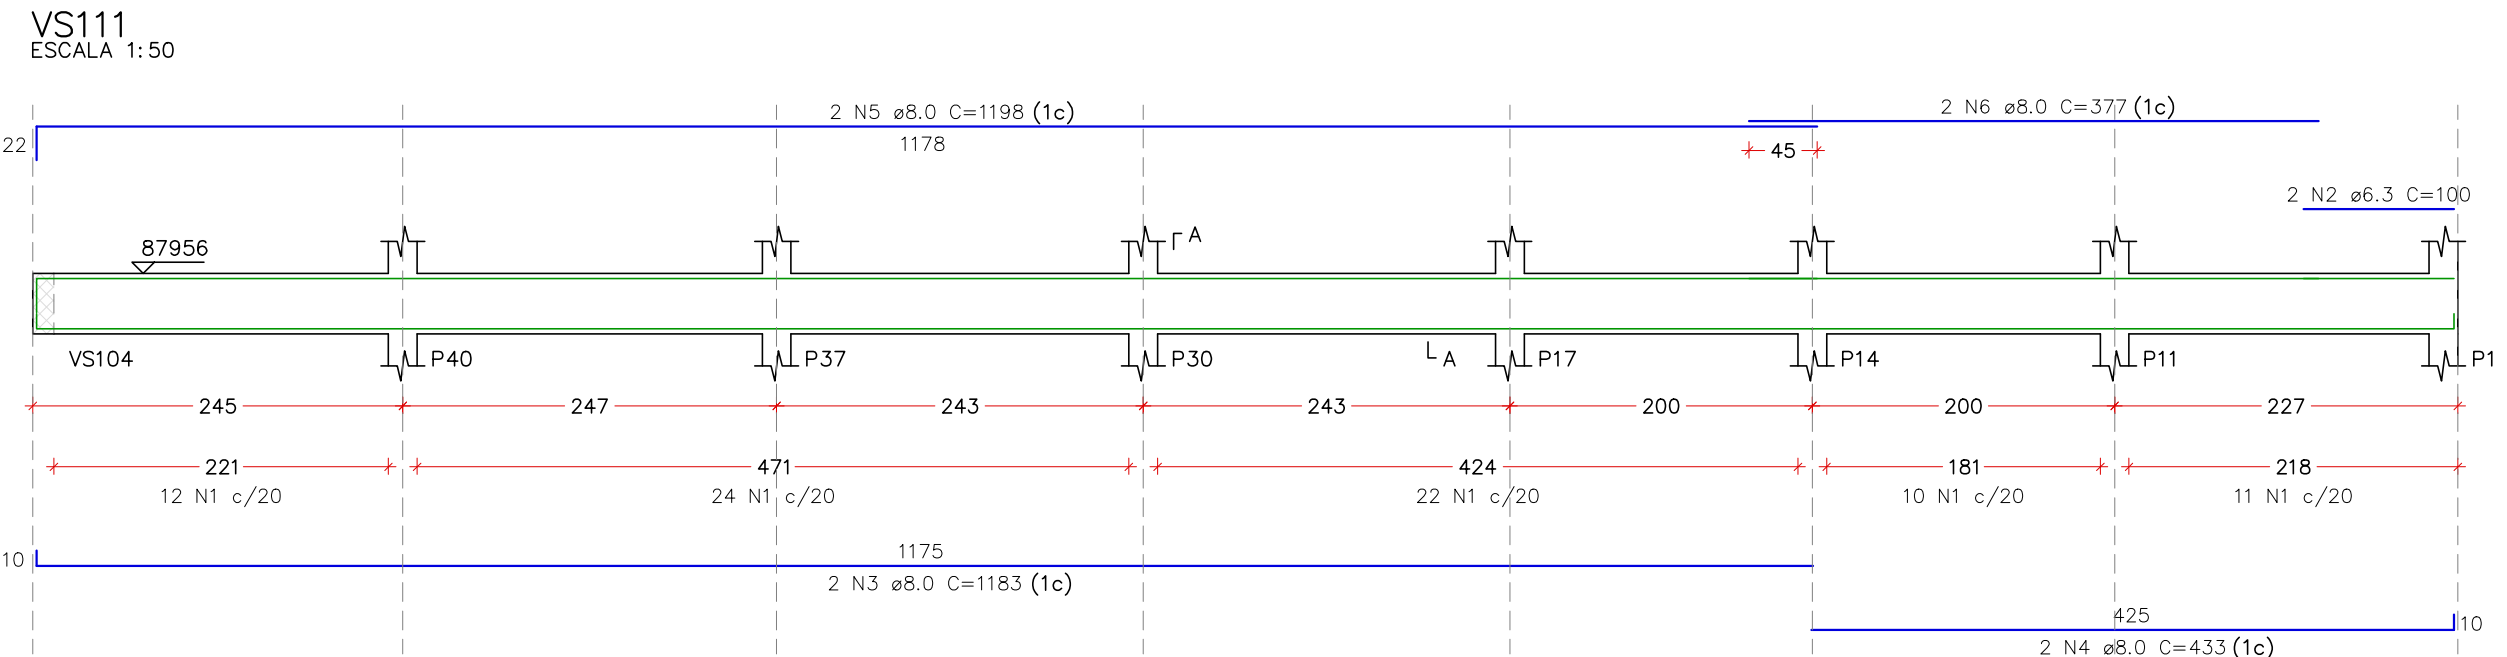 VS111
ESCALA 1:50
2 N5 ø8.0 C=1198 (1c)
2 N6 ø8.0 C=377 (1c)
22
1178
45
2 N2 ø6.3 C=100
87956
A
VS104
P40
P37
P30
A
P17
P14
P11
P1
245
247
243
243
200
200
227
221
471
424
181
218
12 N1 c/20
24 N1 c/20
22 N1 c/20
10 N1 c/20
11 N1 c/20
10
1175
2 N3 ø8.0 C=1183 (1c)
425
10
2 N4 ø8.0 C=433 (1c)